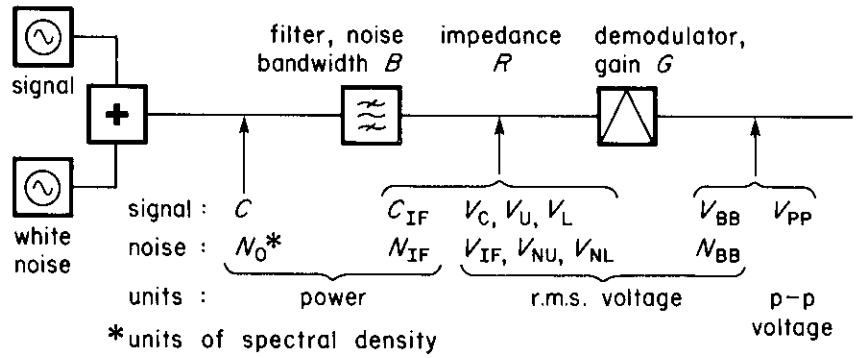 filter, noise bandwidth B
impedance R
demodulator, gain G
signal
+
white noise
signal : C C_IF V_C, V_U, V_L V_BB V_PP
noise : N_O* N_IF V_IF, V_NU, V_NL N_BB
units : power r.m.s. voltage p-p voltage
*units of spectral density